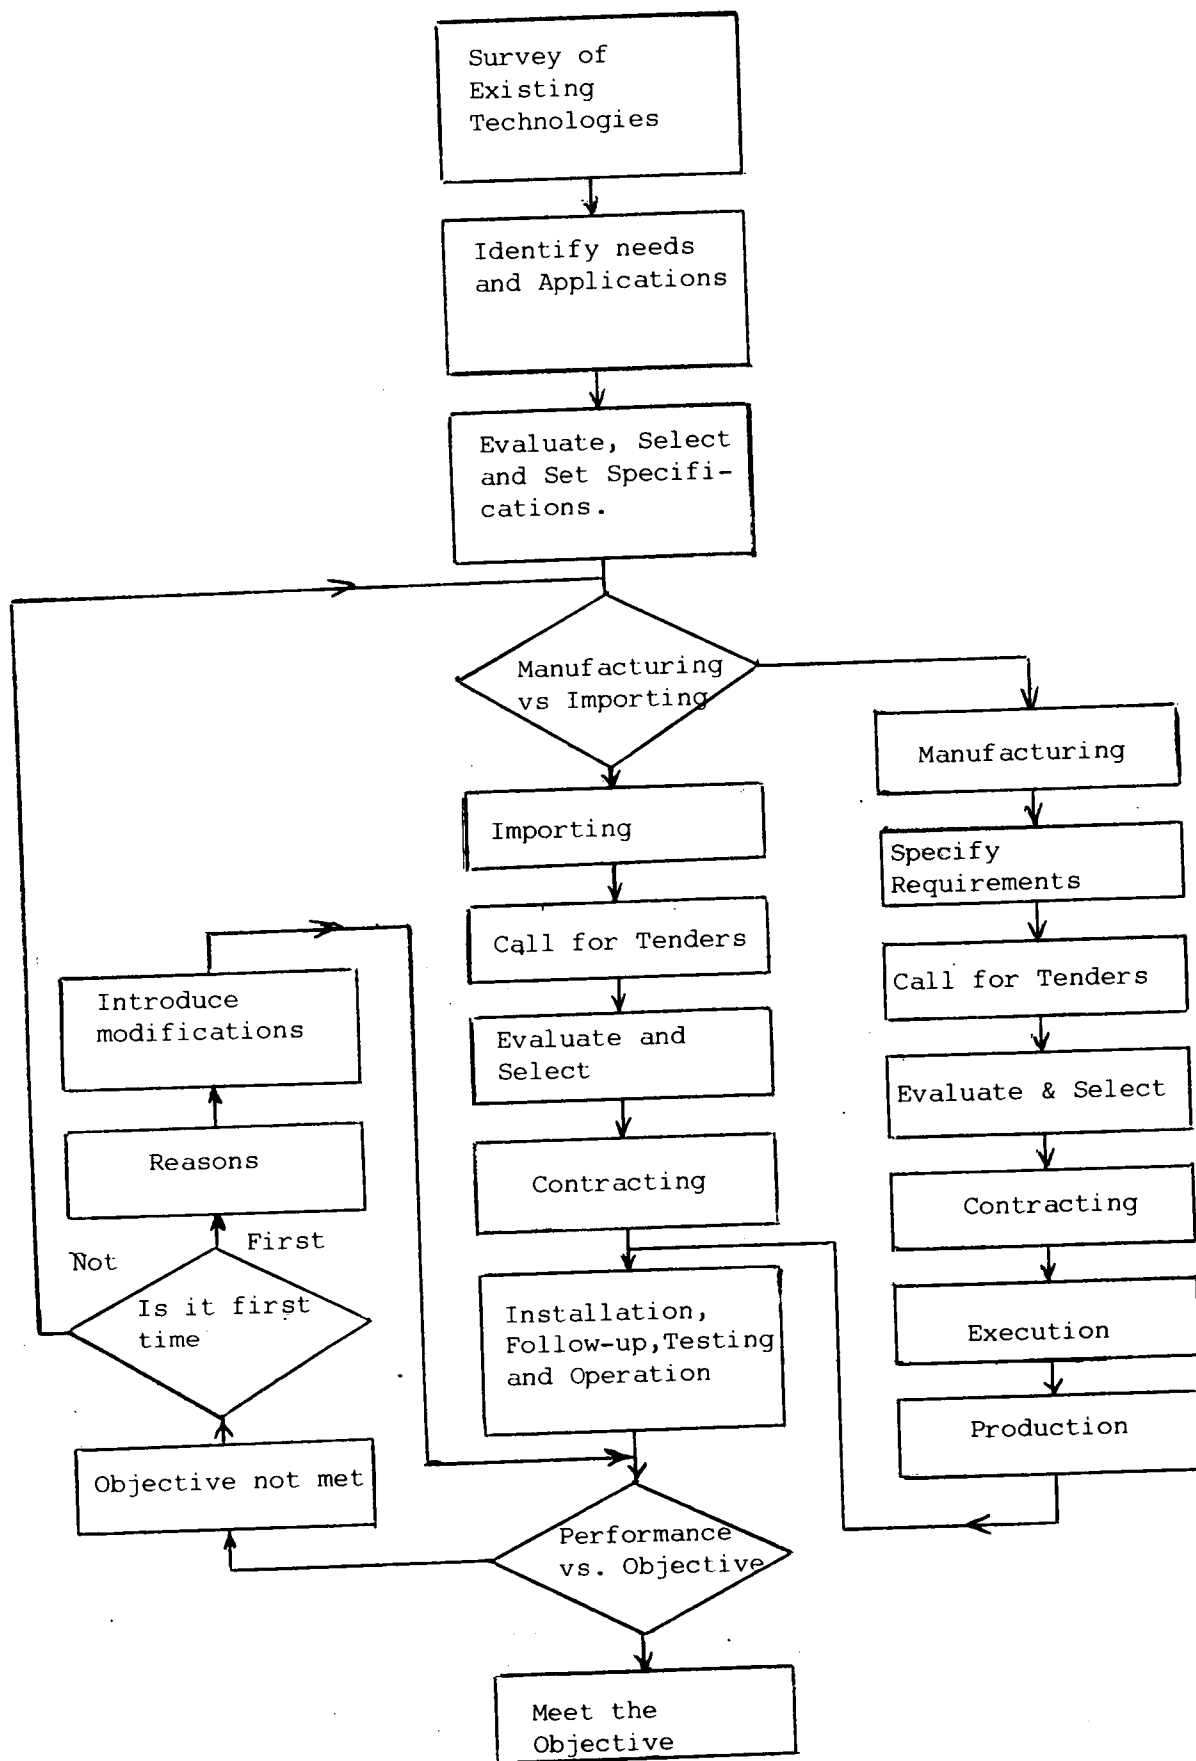 Survey of
Existing
Technologies
Identify needs
and Applications
Evaluate, Select
and Set Specifi-
cations.
Manufacturing
vs Importing
Manufacturing
Specify
Requirements
Call for Tenders
Evaluate & Select
Contracting
Execution
Production
Importing
Call for Tenders
Evaluate and
Select
Contracting
Installation,
Follow-up,Testing
and Operation
Performance
vs. Objective
Meet the
Objective
Objective not met
Is it first
time
Not
First
Reasons
Introduce
modifications